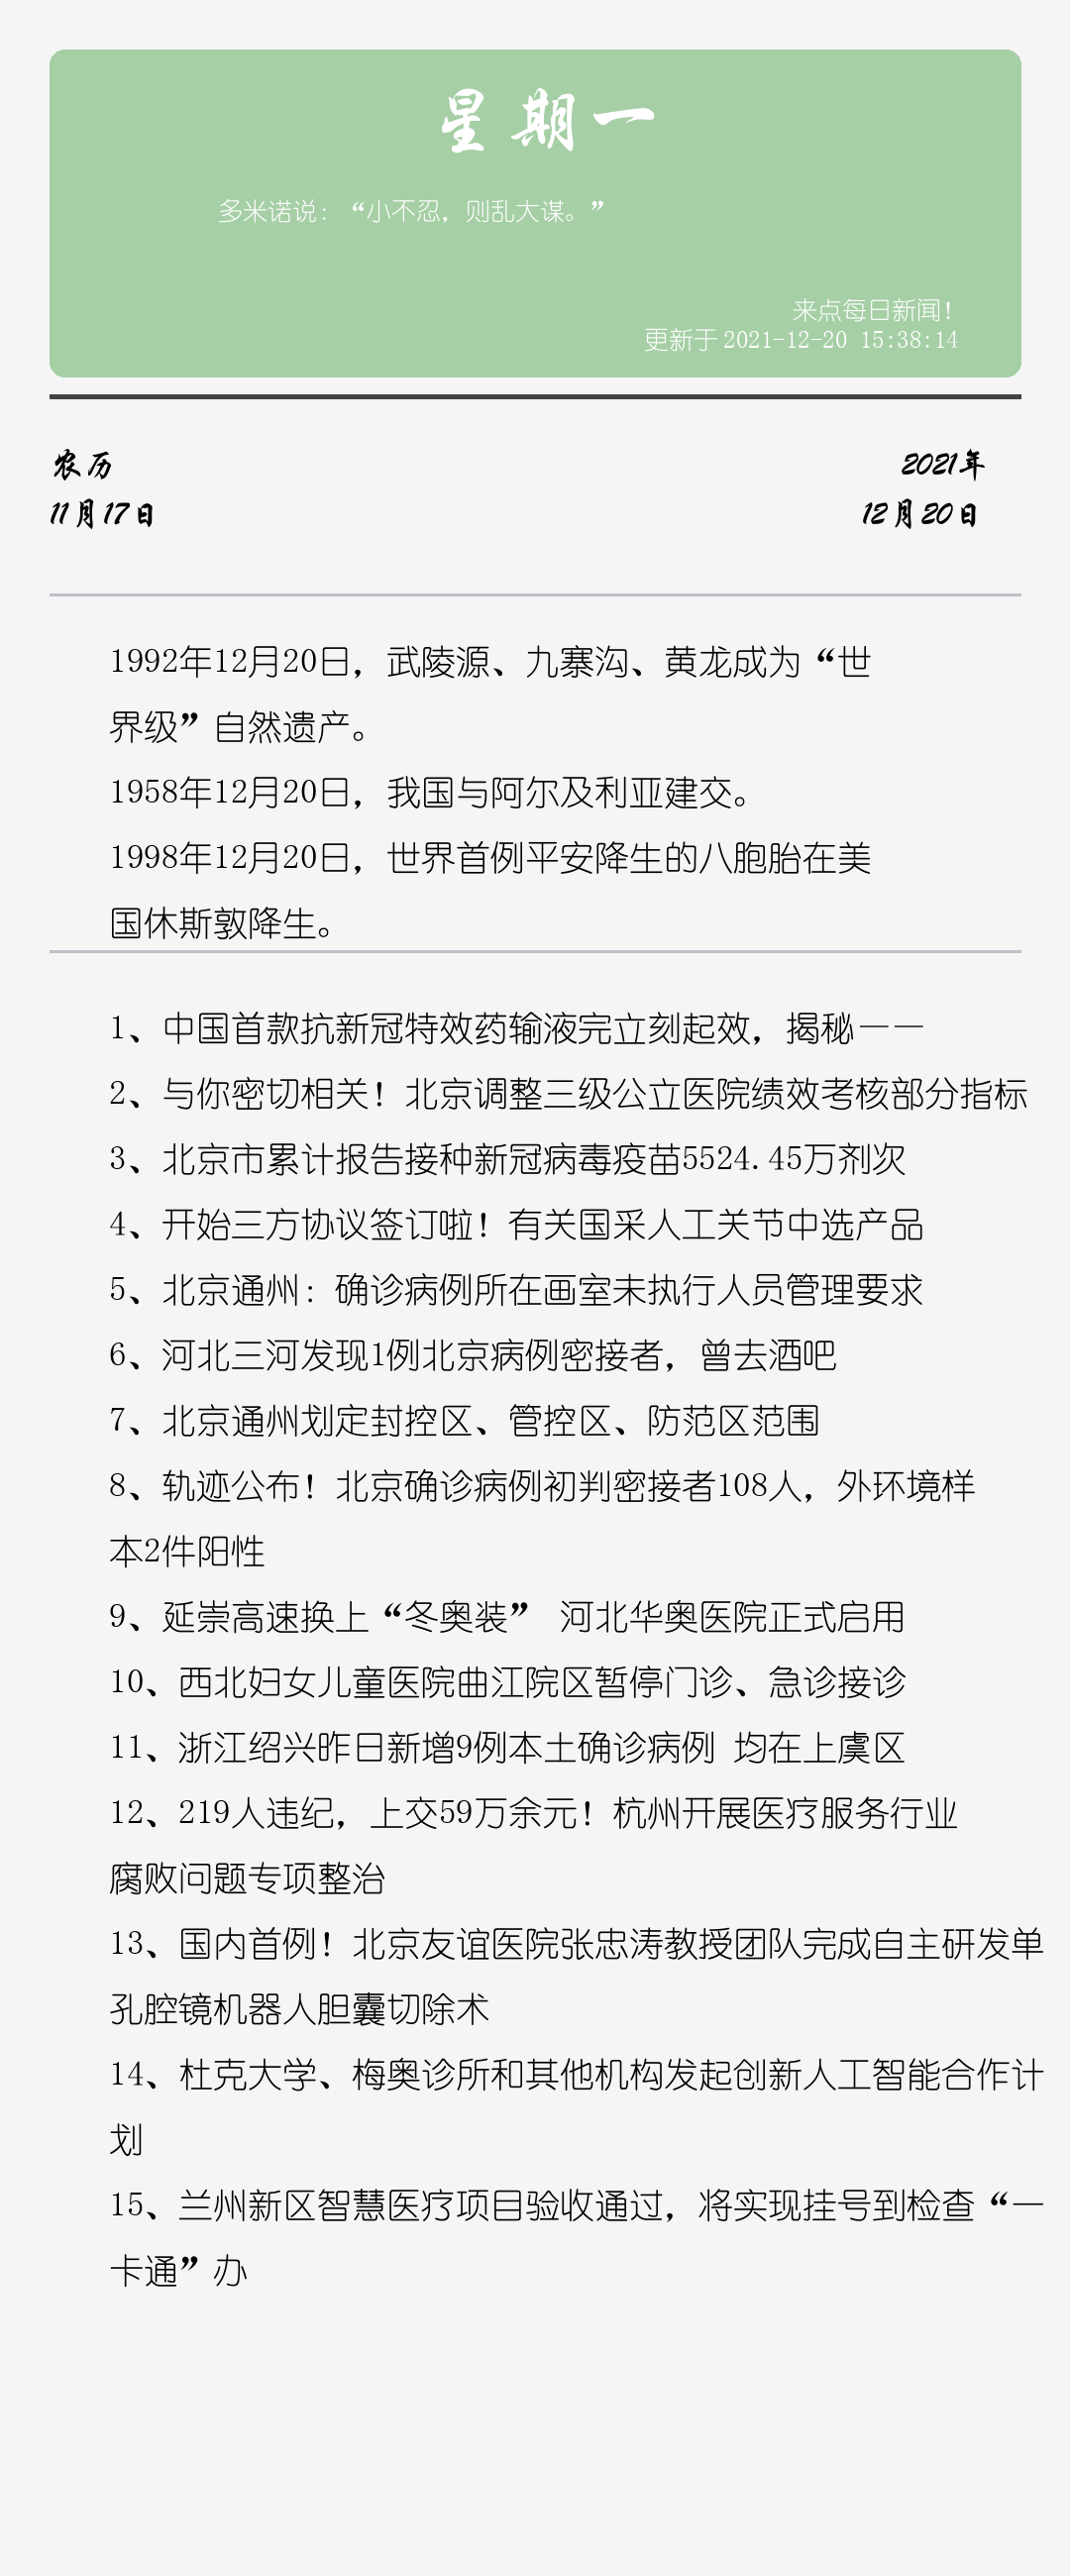 星期一
多米诺说：“小不忍，则乱大谋。”
来点每日新闻！
更新于 2021-12-20 15:38:14
农历
2021年
11月17日
12月20日
1992年12月20日，武陵源、九寨沟、黄龙成为“世
界级”自然遗产。
1958年12月20日，我国与阿尔及利亚建交。
1998年12月20日，世界首例平安降生的八胞胎在美
国休斯敦降生。
1、中国首款抗新冠特效药输液完立刻起效，揭秘——
2、与你密切相关！北京调整三级公立医院绩效考核部分指标
3、北京市累计报告接种新冠病毒疫苗5524.45万剂次
4、开始三方协议签订啦！有关国采人工关节中选产品
5、北京通州：确诊病例所在画室未执行人员管理要求
6、河北三河发现1例北京病例密接者，曾去酒吧
7、北京通州划定封控区、管控区、防范区范围
8、轨迹公布！北京确诊病例初判密接者108人，外环境样
本2件阳性
9、延崇高速换上“冬奥装” 河北华奥医院正式启用
10、西北妇女儿童医院曲江院区暂停门诊、急诊接诊
11、浙江绍兴昨日新增9例本土确诊病例 均在上虞区
12、219人违纪，上交59万余元！杭州开展医疗服务行业
腐败问题专项整治
13、国内首例！北京友谊医院张忠涛教授团队完成自主研发单
孔腔镜机器人胆囊切除术
14、杜克大学、梅奥诊所和其他机构发起创新人工智能合作计
划
15、兰州新区智慧医疗项目验收通过，将实现挂号到检查“一
卡通”办